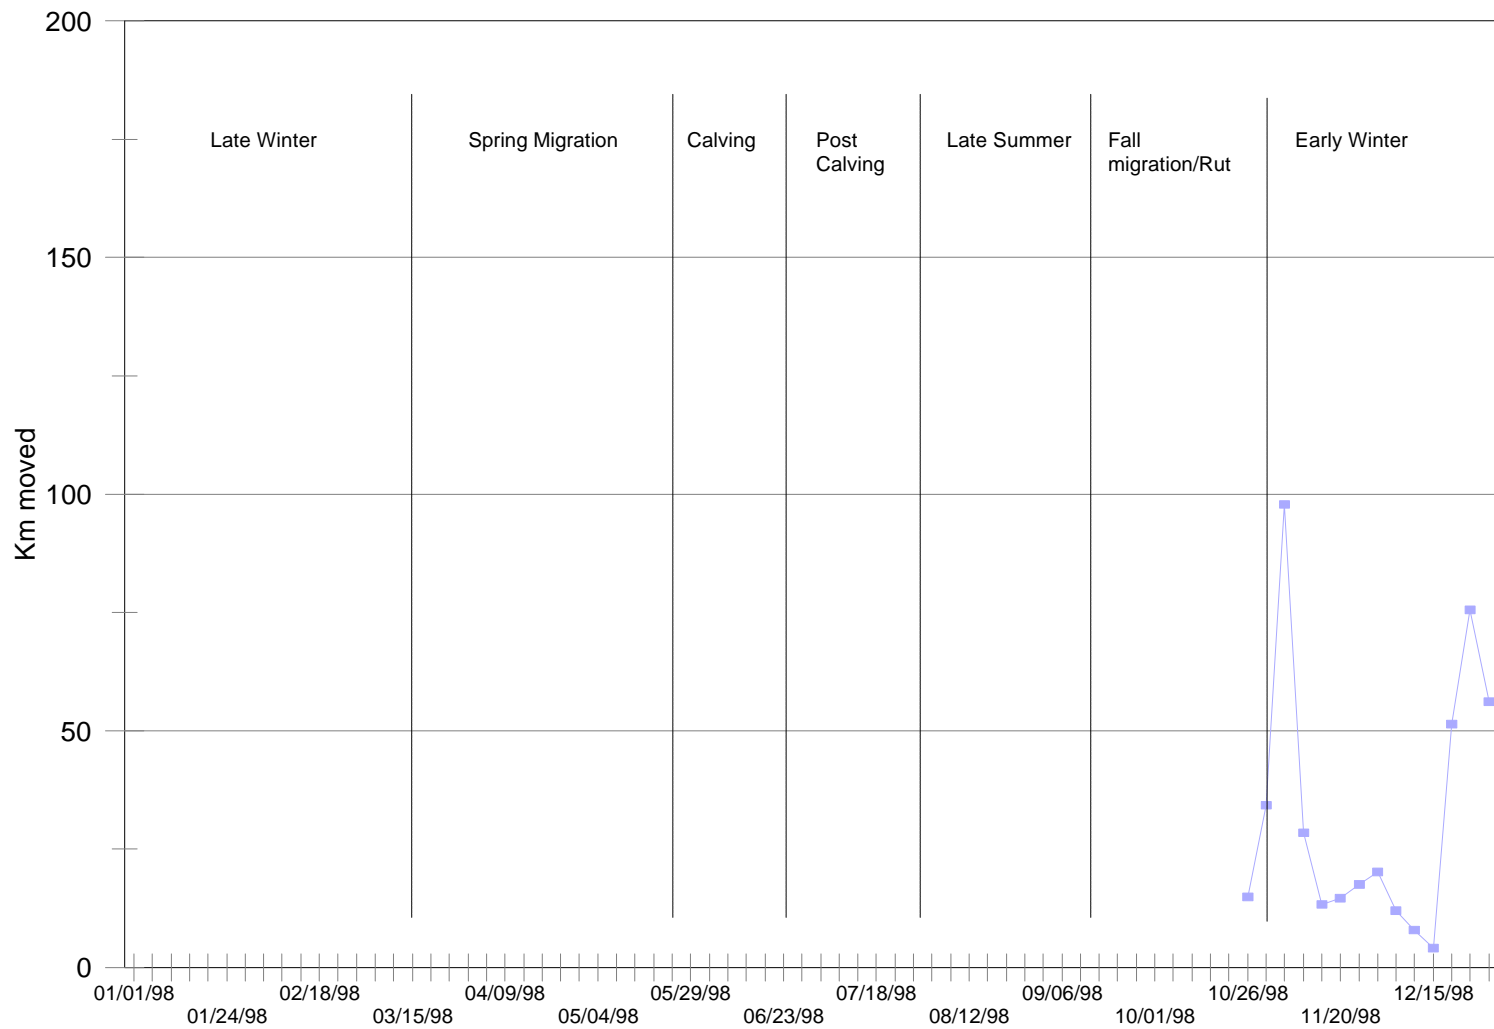 200
Late Winter
Spring Migration
Calving
Post
Calving
Late Summer
Fall
migration/Rut
Early Winter
150
Km moved
100
50
0
01/01/98
02/18/98
04/09/98
05/29/98
07/18/98
09/06/98
10/26/98
12/15/98
01/24/98
03/15/98
05/04/98
06/23/98
08/12/98
10/01/98
11/20/98